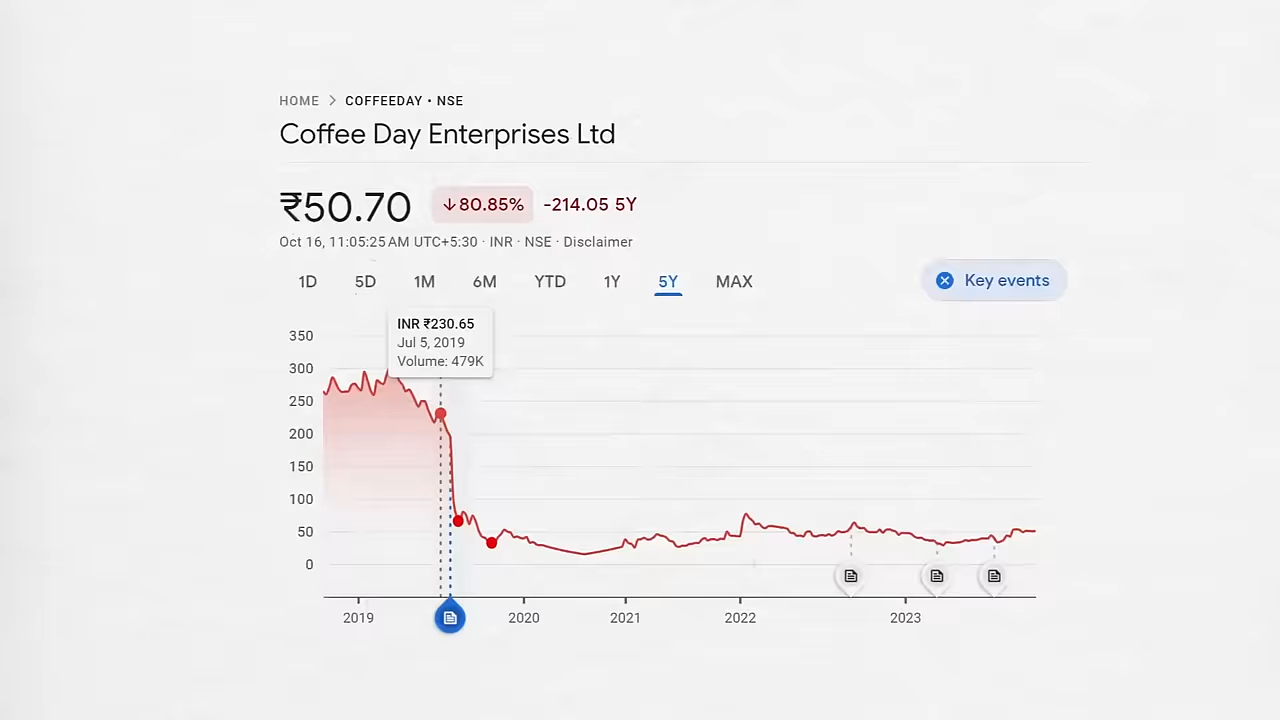 HOME > COFFEEDAY • NSE
Coffee Day Enterprises Ltd
₹50.70 ↓80.85% -214.05 5Y
Oct 16, 11:05:25 AM UTC+5:30 · INR · NSE · Disclaimer
1D 5D 1M 6M YTD 1Y 5Y MAX Key events
INR ₹230.65
Jul 5, 2019
Volume: 479K
350
300
250
200
150
100
50
0
2019 2020 2021 2022 2023